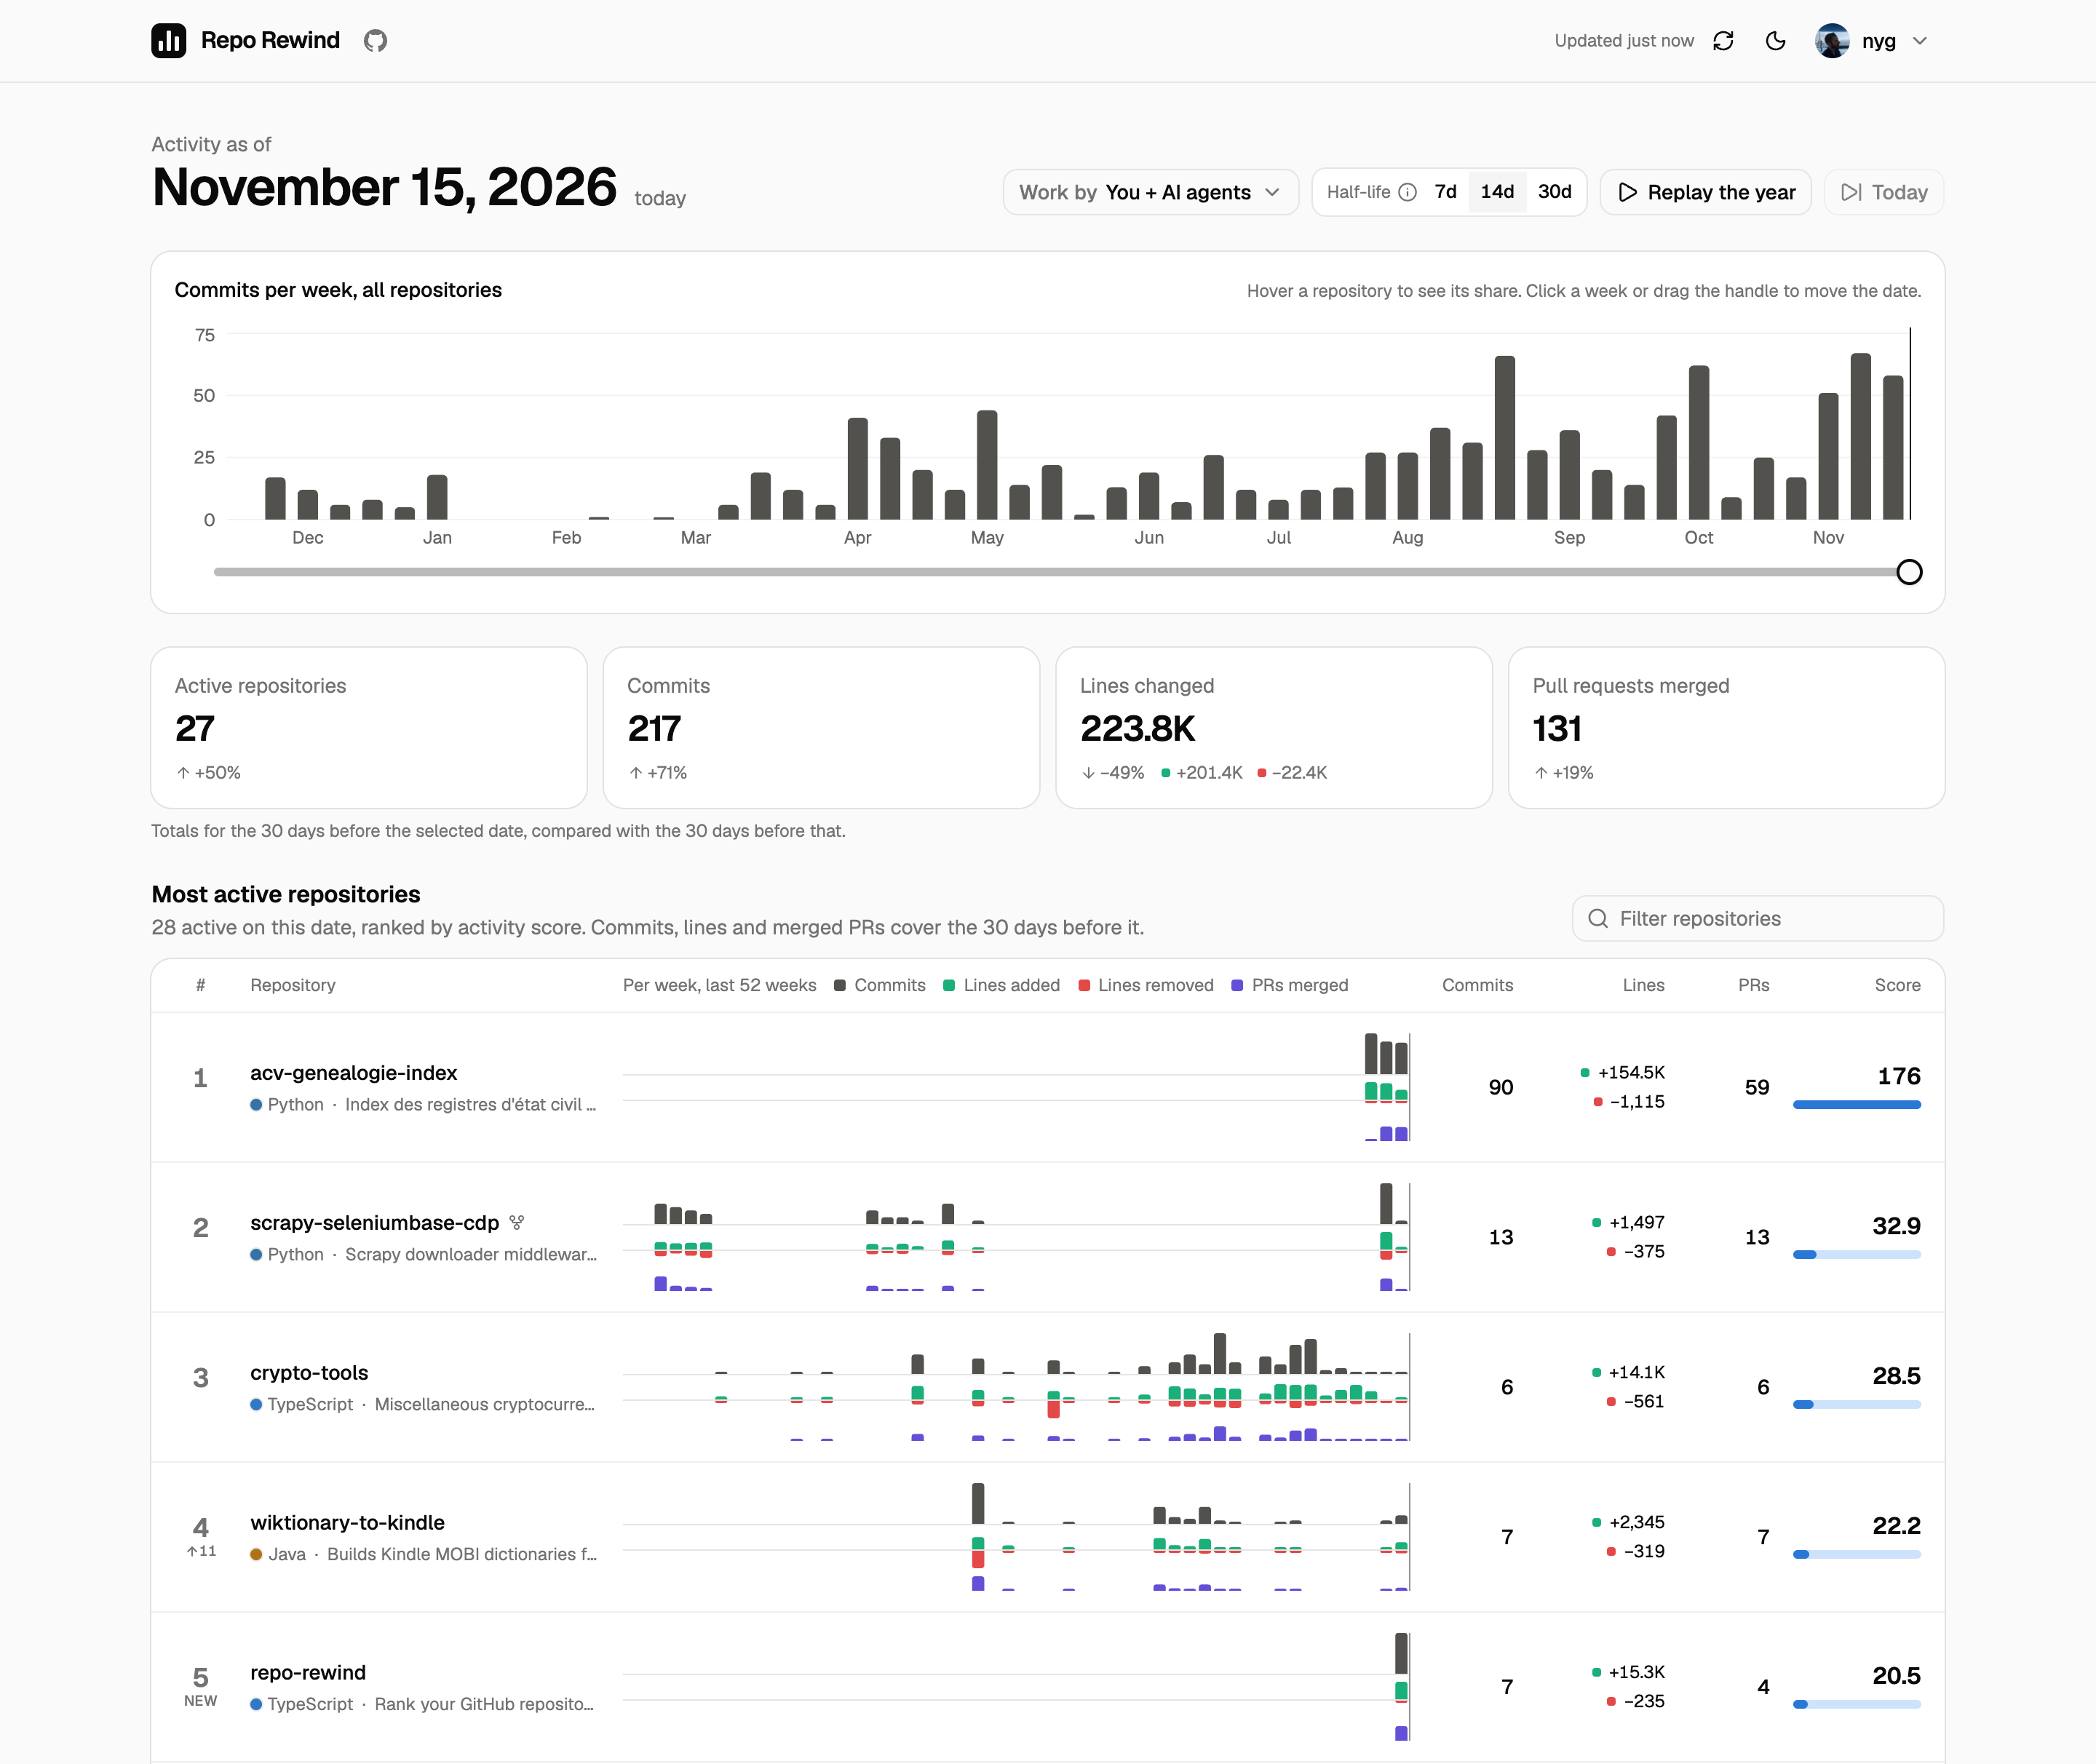 Repo Rewind
Updated just now
nyg
Activity as of
November 15, 2026 today
Work by You + AI agents
Half-life 7d 14d 30d
Replay the year
Today
Commits per week, all repositories
Hover a repository to see its share. Click a week or drag the handle to move the date.
75
50
25
0
Dec Jan Feb Mar Apr May Jun Jul Aug Sep Oct Nov
Active repositories
27
↑ +50%
Commits
217
↑ +71%
Lines changed
223.8K
↓ −49% +201.4K −22.4K
Pull requests merged
131
↑ +19%
Totals for the 30 days before the selected date, compared with the 30 days before that.
Most active repositories
28 active on this date, ranked by activity score. Commits, lines and merged PRs cover the 30 days before it.
Filter repositories
# Repository Per week, last 52 weeks Commits Lines added Lines removed PRs merged Commits Lines PRs Score
1
acv-genealogie-index
Python · Index des registres d'état civil ...
90
+154.5K
−1,115
59
176
2
scrapy-seleniumbase-cdp
Python · Scrapy downloader middlewar...
13
+1,497
−375
13
32.9
3
crypto-tools
TypeScript · Miscellaneous cryptocurre...
6
+14.1K
−561
6
28.5
4
↑11
wiktionary-to-kindle
Java · Builds Kindle MOBI dictionaries f...
7
+2,345
−319
7
22.2
5
NEW
repo-rewind
TypeScript · Rank your GitHub reposito...
7
+15.3K
−235
4
20.5